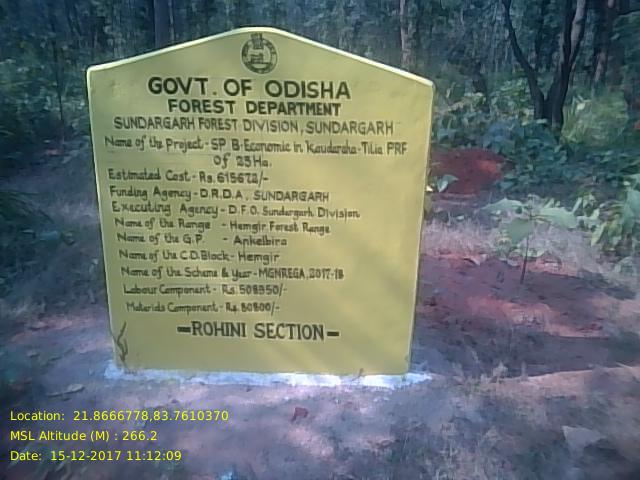 GOVT. OF ODISHA
FOREST DEPARTMENT
SUNDARGARH FOREST DIVISION, SUNDARGARH
Name of the Project - SP B-Economic in Kaudardha-Tilia PRF
of 25 Ha.
Estimated Cost - Rs. 615672/-
Funding Agency - D.R.D.A, SUNDARGARH
Executing Agency - D.F.O. Sundargarh Division
Name of the Range - Hemgir Forest Range
Name of the G.P. - Ankelbira
Name of the C.D.Block - Hemgir
Name of the Scheme & Year - MGNREGA, 2017-18
Labour Component - Rs. 508950/-
Materials Component - Rs. 80800/-
-ROHINI SECTION-
Location: 21.8666778,83.7610370
MSL Altitude (M) : 266.2
Date: 15-12-2017 11:12:09